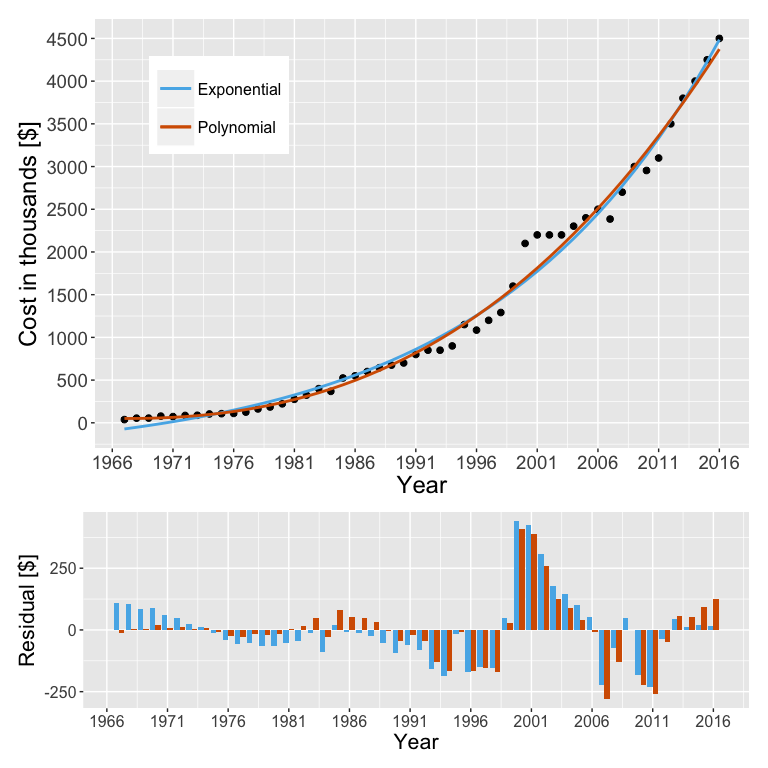 Cost in thousands [$]
4500
4000
3500
3000
2500
2000
1500
1000
500
0
Exponential
Polynomial
1966 1971 1976 1981 1986 1991 1996 2001 2006 2011 2016
Year
Residual [$]
250
0
-250
1966 1971 1976 1981 1986 1991 1996 2001 2006 2011 2016
Year